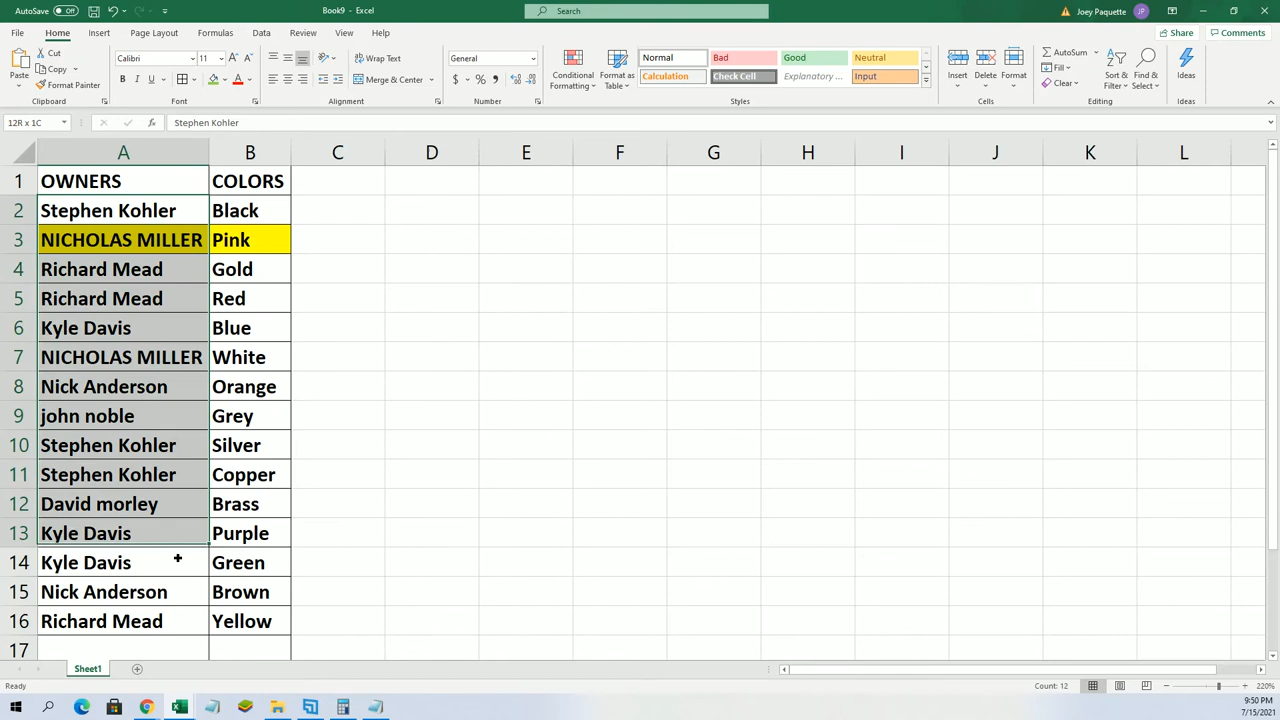 AutoSave Off Book9 - Excel Search Joey Paquette JP
File Home Insert Page Layout Formulas Data Review View Help Share Comments
Paste Cut Copy Format Painter Clipboard
Calibri 11 A A B I U A Font
Wrap Text Merge & Center Alignment
General $ % , Number
Conditional Formatting Format as Table
Normal Bad Good Neutral
Calculation Check Cell Explanatory ... Input
Styles
Insert Delete Format Cells
AutoSum Fill Clear Sort & Filter Find & Select Editing
Ideas Ideas
12R x 1C fx Stephen Kohler
A B C D E F G H I J K L
1 OWNERS COLORS
2 Stephen Kohler Black
3 NICHOLAS MILLER Pink
4 Richard Mead Gold
5 Richard Mead Red
6 Kyle Davis Blue
7 NICHOLAS MILLER White
8 Nick Anderson Orange
9 john noble Grey
10 Stephen Kohler Silver
11 Stephen Kohler Copper
12 David morley Brass
13 Kyle Davis Purple
14 Kyle Davis Green
15 Nick Anderson Brown
16 Richard Mead Yellow
17
Sheet1
Ready Count: 12 220%
9:50 PM
7/15/2021